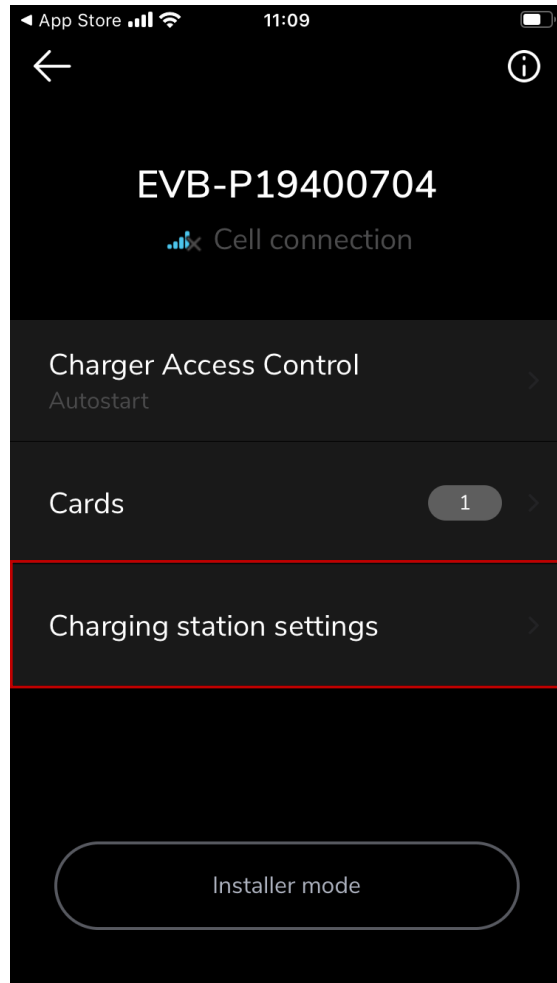 App Store 11:09
EVB-P19400704
Cell connection
Charger Access Control
Autostart
Cards 1
Charging station settings
Installer mode